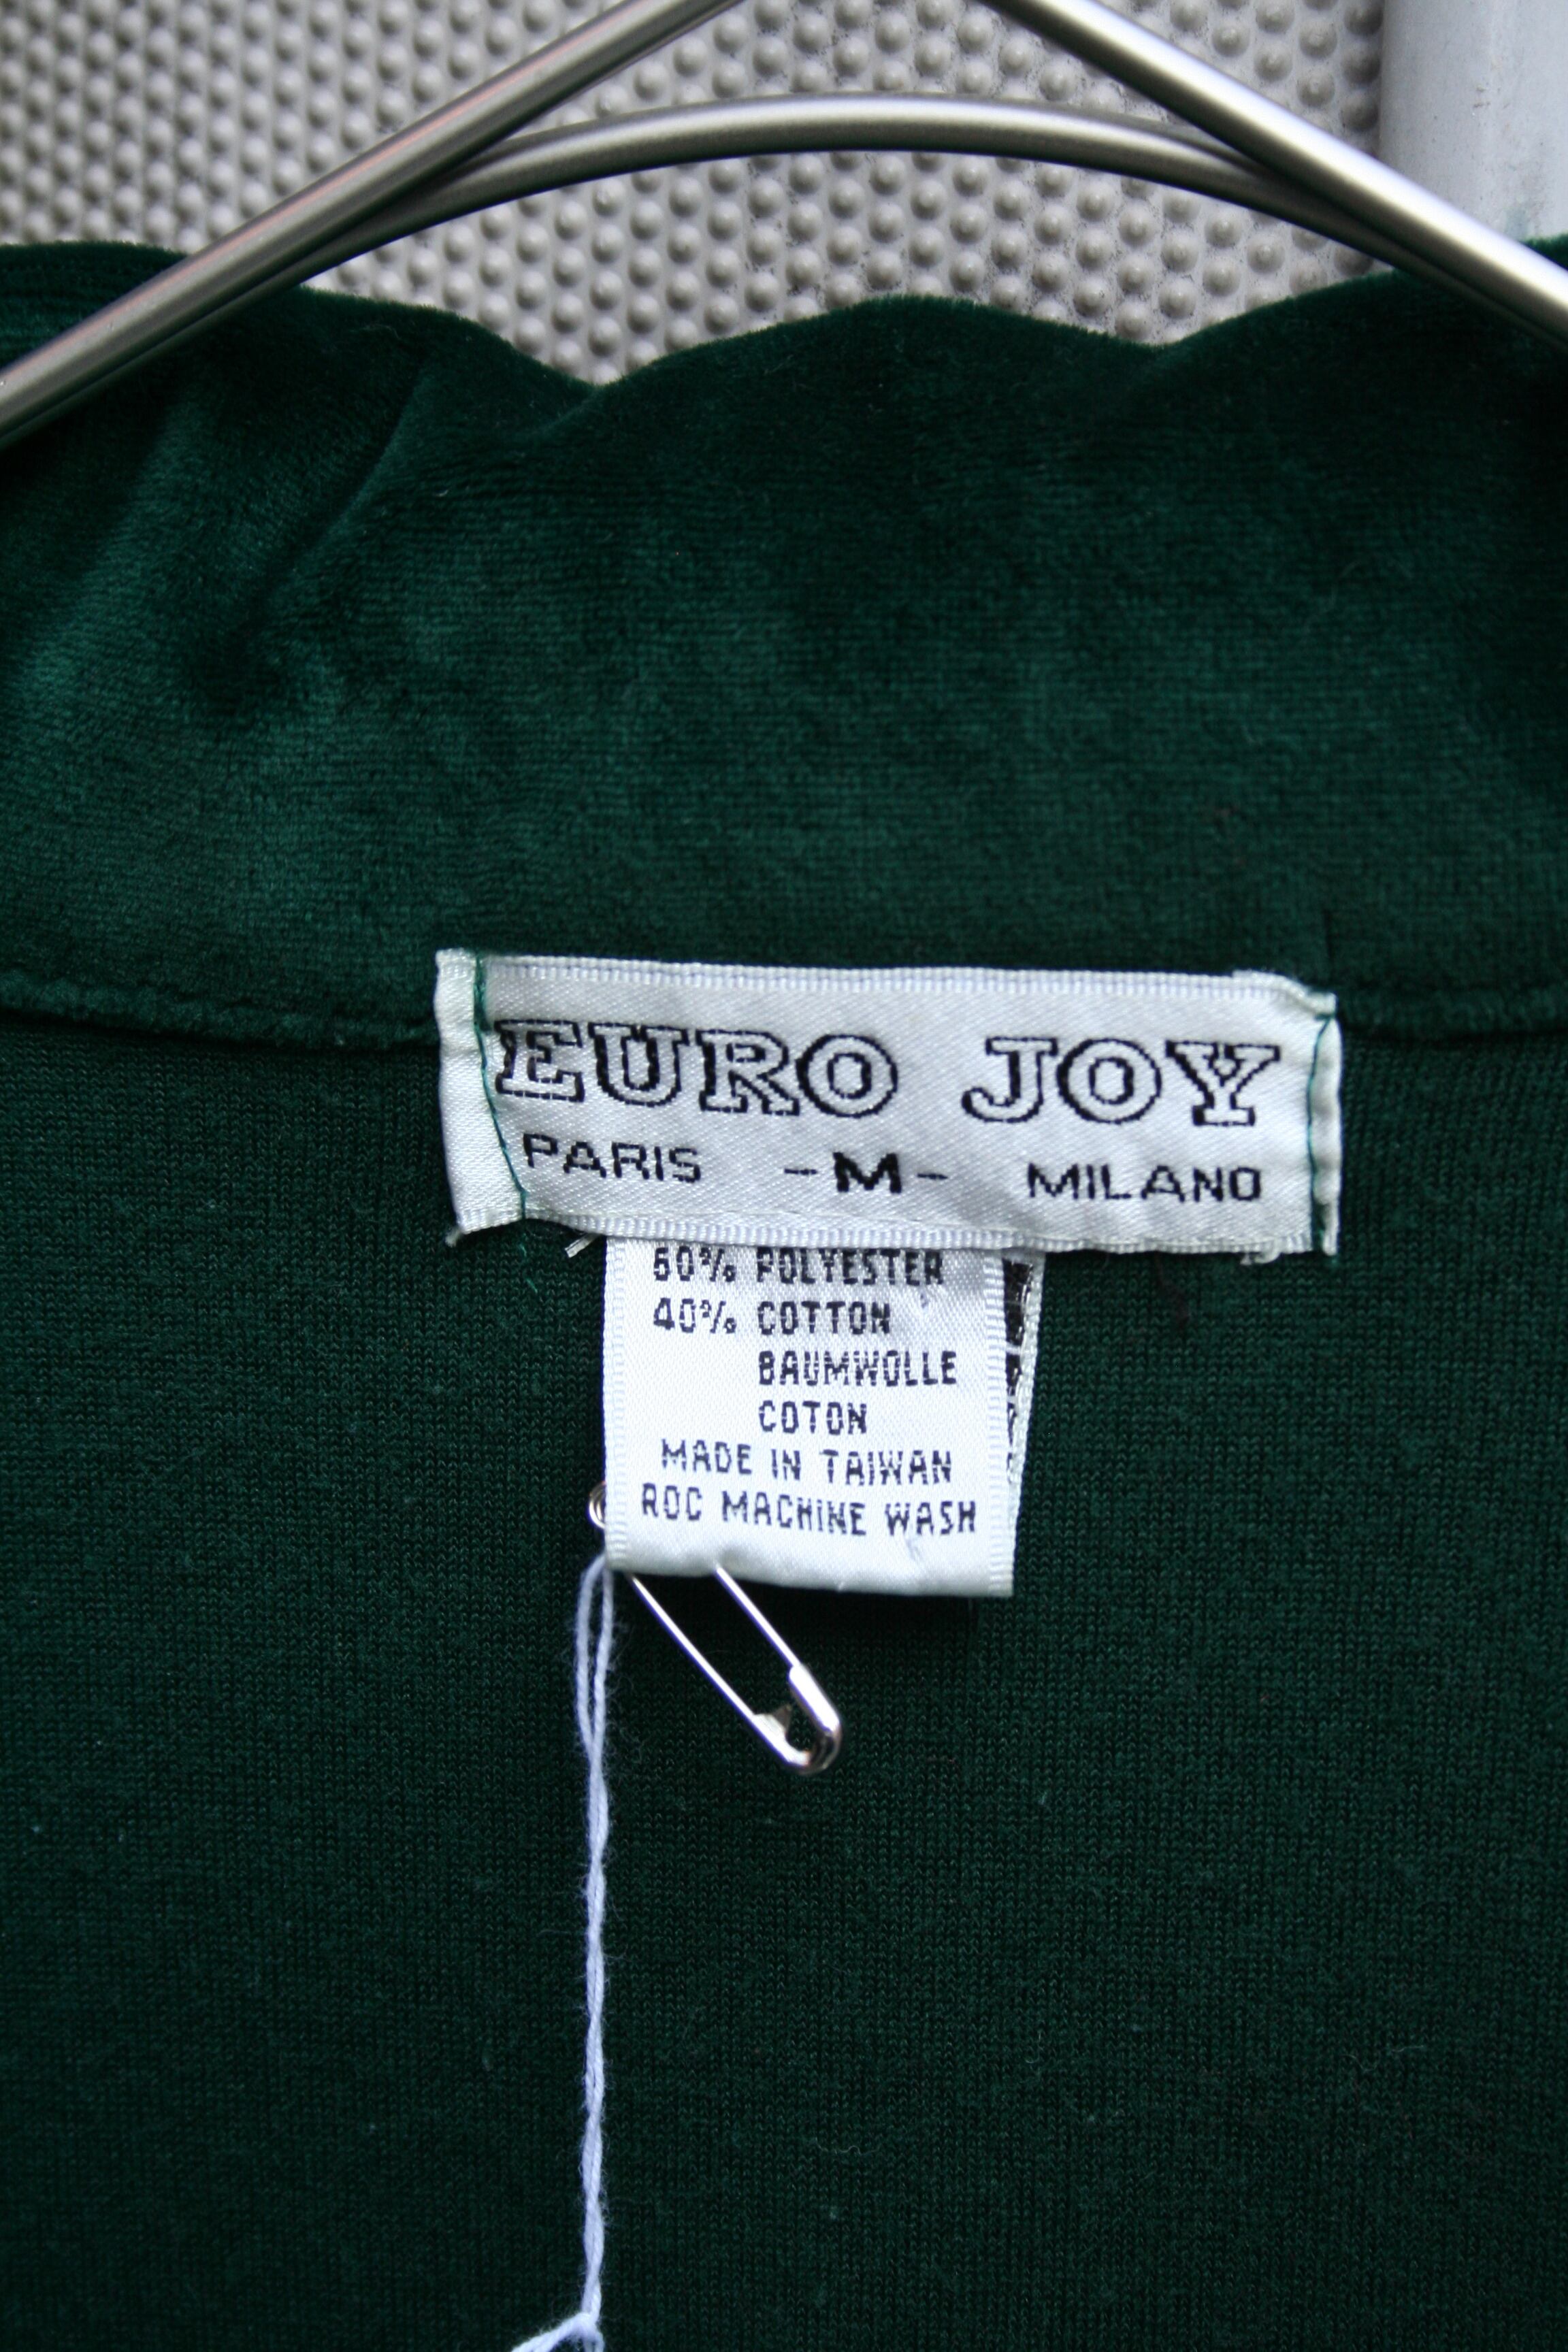 EURO JOY
PARIS -M- MILANO
60% POLYESTER
40% COTTON
BAUMWOLLE
COTON
MADE IN TAIWAN
ROC MACHINE WASH